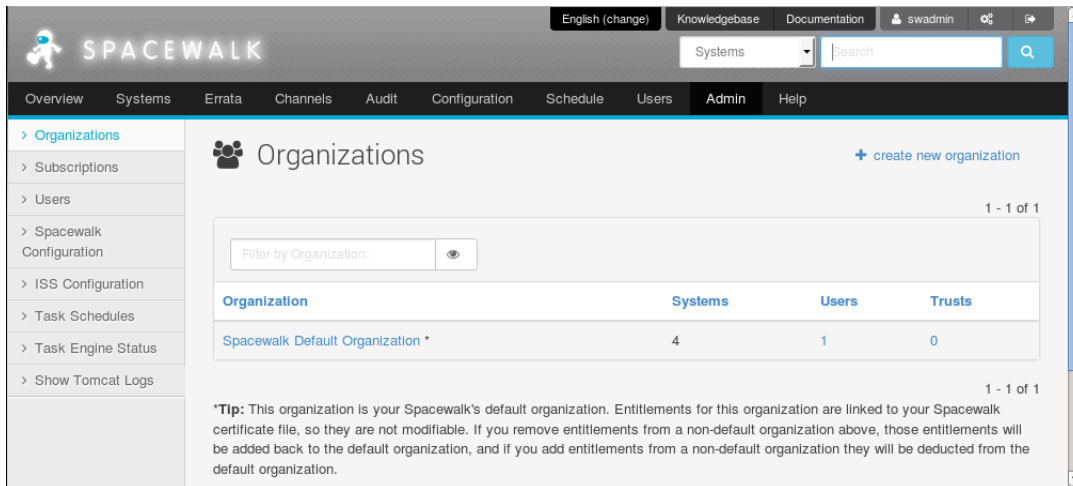 English (change) Knowledgebase Documentation swadmin
SPACEWALK
Systems Search
Overview Systems Errata Channels Audit Configuration Schedule Users Admin Help
Organizations
Subscriptions
Users
Spacewalk
Configuration
ISS Configuration
Task Schedules
Task Engine Status
Show Tomcat Logs
Organizations
+ create new organization
1 - 1 of 1
Filter by Organization:
Organization Systems Users Trusts
Spacewalk Default Organization * 4 1 0
1 - 1 of 1
*Tip: This organization is your Spacewalk's default organization. Entitlements for this organization are linked to your Spacewalk
certificate file, so they are not modifiable. If you remove entitlements from a non-default organization above, those entitlements will
be added back to the default organization, and if you add entitlements from a non-default organization they will be deducted from the
default organization.